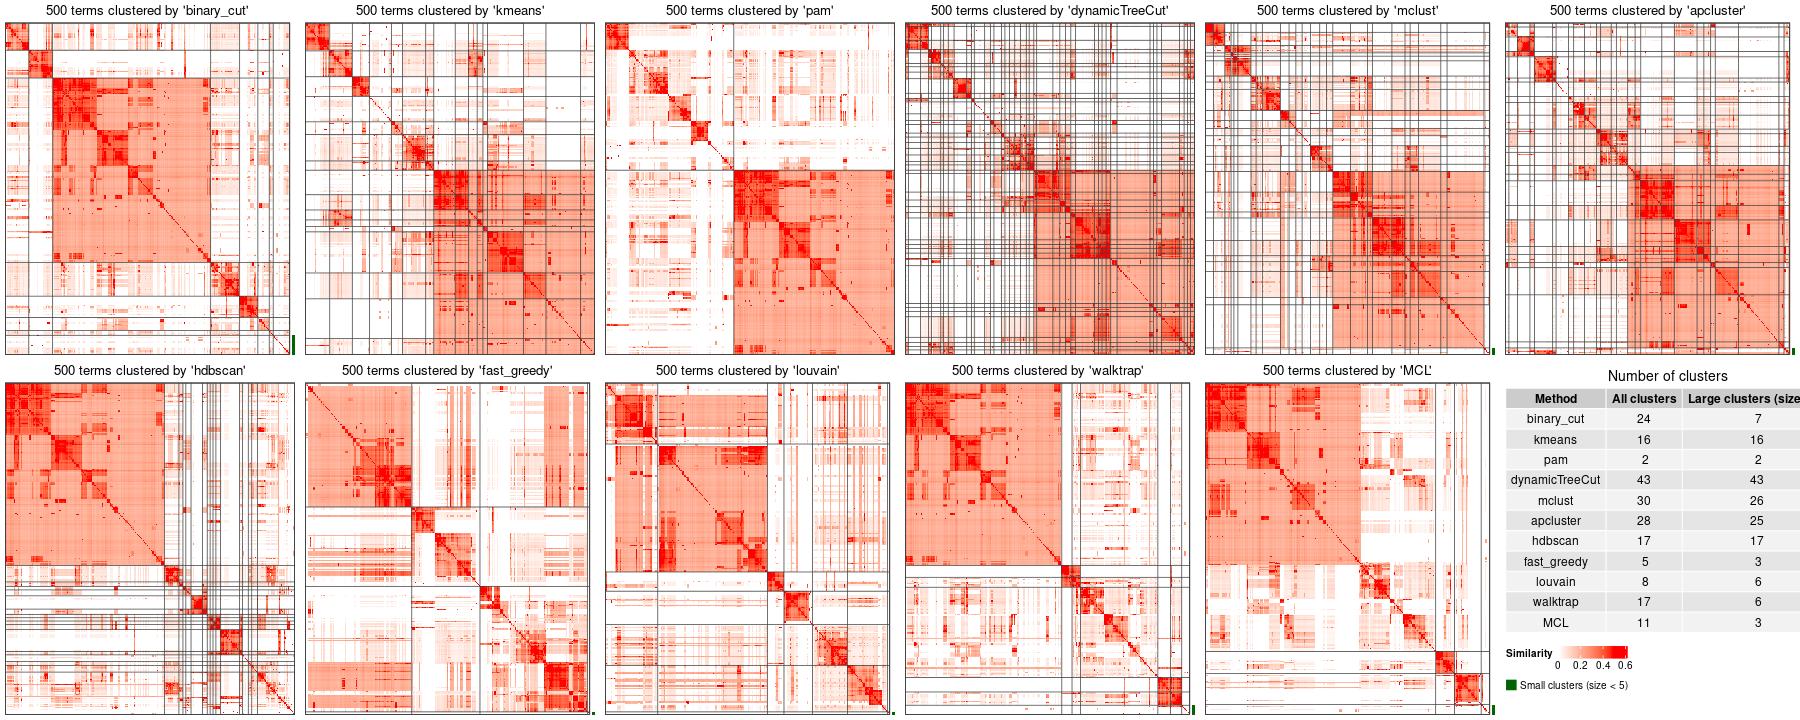 500 terms clustered by 'binary_cut'
500 terms clustered by 'kmeans'
500 terms clustered by 'pam'
500 terms clustered by 'dynamicTreeCut'
500 terms clustered by 'mclust'
500 terms clustered by 'apcluster'
500 terms clustered by 'hdbscan'
500 terms clustered by 'fast_greedy'
500 terms clustered by 'louvain'
500 terms clustered by 'walktrap'
500 terms clustered by 'MCL'
Number of clusters
Method All clusters Large clusters (size
binary_cut 24 7
kmeans 16 16
pam 2 2
dynamicTreeCut 43 43
mclust 30 26
apcluster 28 25
hdbscan 17 17
fast_greedy 5 3
louvain 8 6
walktrap 17 6
MCL 11 3
Similarity
0 0.2 0.4 0.6
Small clusters (size < 5)